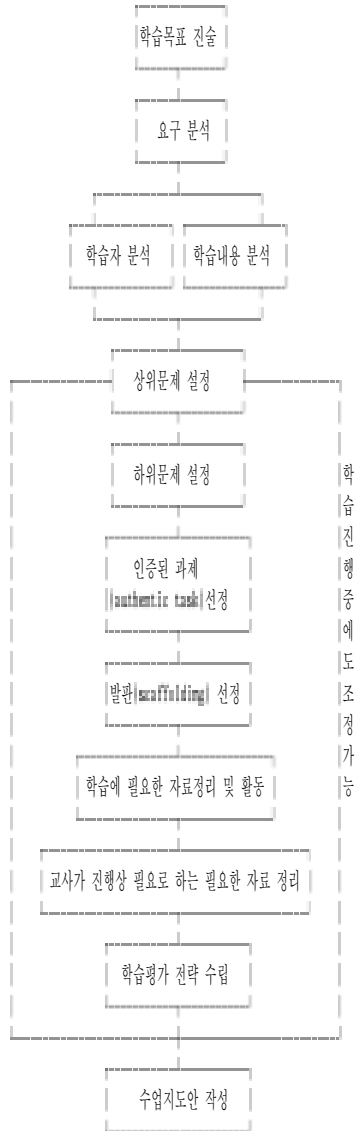 학습목표 진술
요구 분석
학습자 분석
학습내용 분석
상위문제 설정
하위문제 설정
인증된 과제
(authentic task)선정
발판(scaffolding) 선정
학습에 필요한 자료정리 및 활동
교사가 진행상 필요로 하는 필요한 자료 정리
학습평가 전략 수립
수업지도안 작성
학습진행중에도조정가능